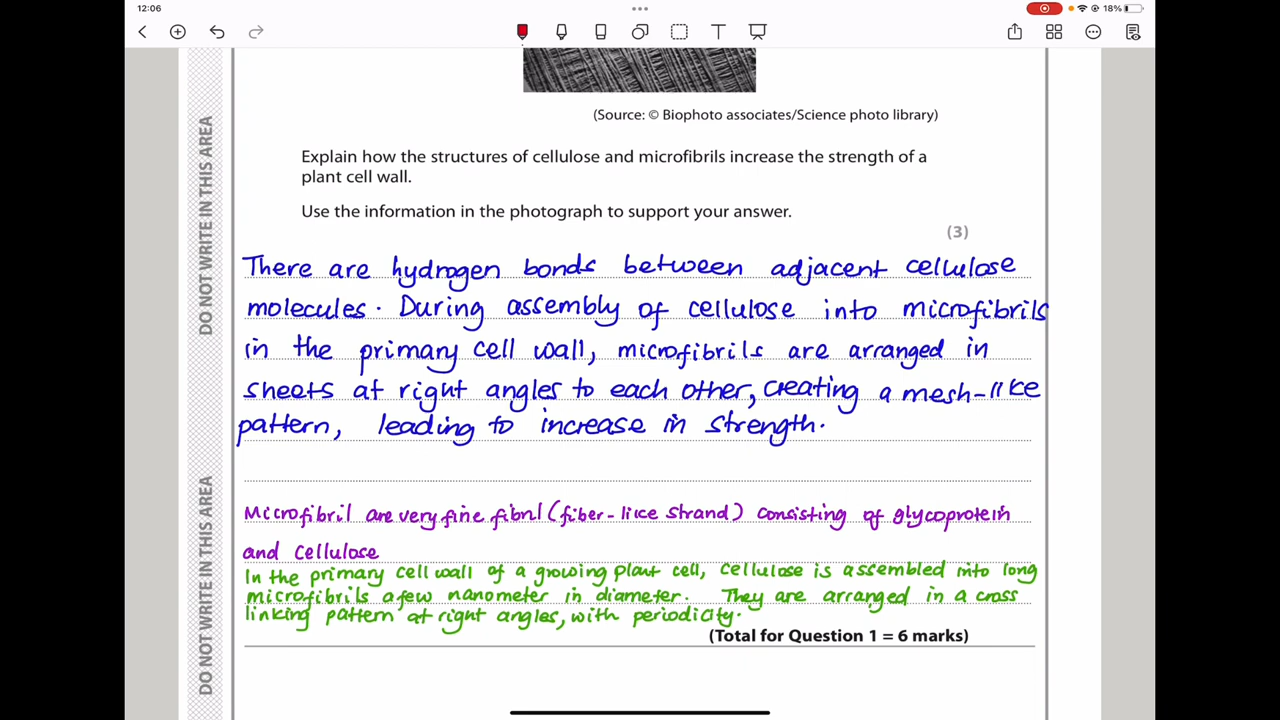 12:06
18%
DO NOT WRITE IN THIS AREA
DO NOT WRITE IN THIS AREA
(Source: © Biophoto associates/Science photo library)
Explain how the structures of cellulose and microfibrils increase the strength of a
plant cell wall.
Use the information in the photograph to support your answer.
(3)
There are hydrogen bonds between adjacent cellulose
molecules. During assembly of cellulose into microfibrils
in the primary cell wall, microfibrils are arranged in
sheets at right angles to each other, creating a mesh-like
pattern, leading to increase in strength.
Microfibril are very fine fibril (fiber-like strand) consisting of glycoprotein
and cellulose
In the primary cell wall of a growing plant cell, cellulose is assembled into long
microfibrils a few nanometer in diameter. They are arranged in a cross
linking pattern at right angles, with periodicity.
(Total for Question 1 = 6 marks)